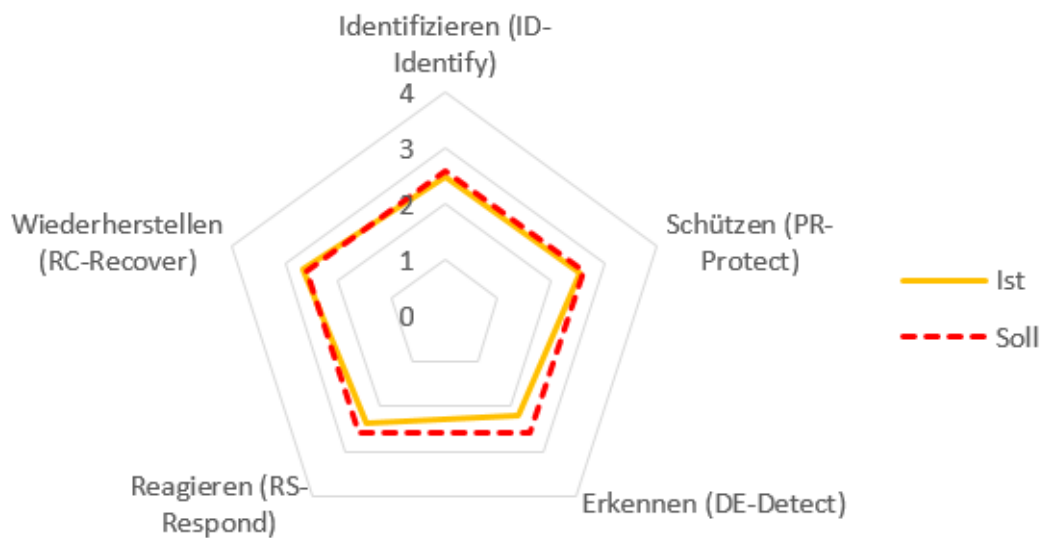 Identifizieren (ID-
Identify)
4
3
2
1
0
Schützen (PR-
Protect)
Erkennen (DE-Detect)
Reagieren (RS-
Respond)
Wiederherstellen
(RC-Recover)
Ist
Soll